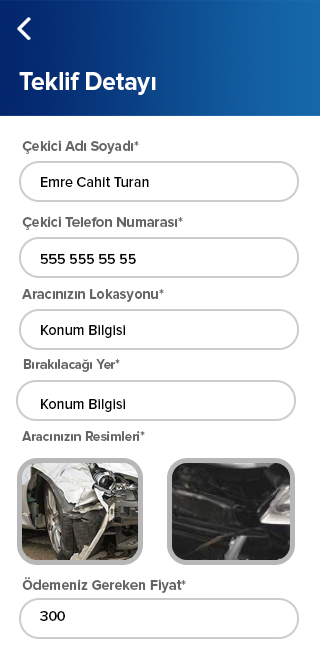 Teklif Detayı
Çekici Adı Soyadı*
Emre Cahit Turan
Çekici Telefon Numarası*
555 555 55 55
Aracınızın Lokasyonu*
Konum Bilgisi
Bırakılacağı Yer*
Konum Bilgisi
Aracınızın Resimleri*
Ödemeniz Gereken Fiyat*
300